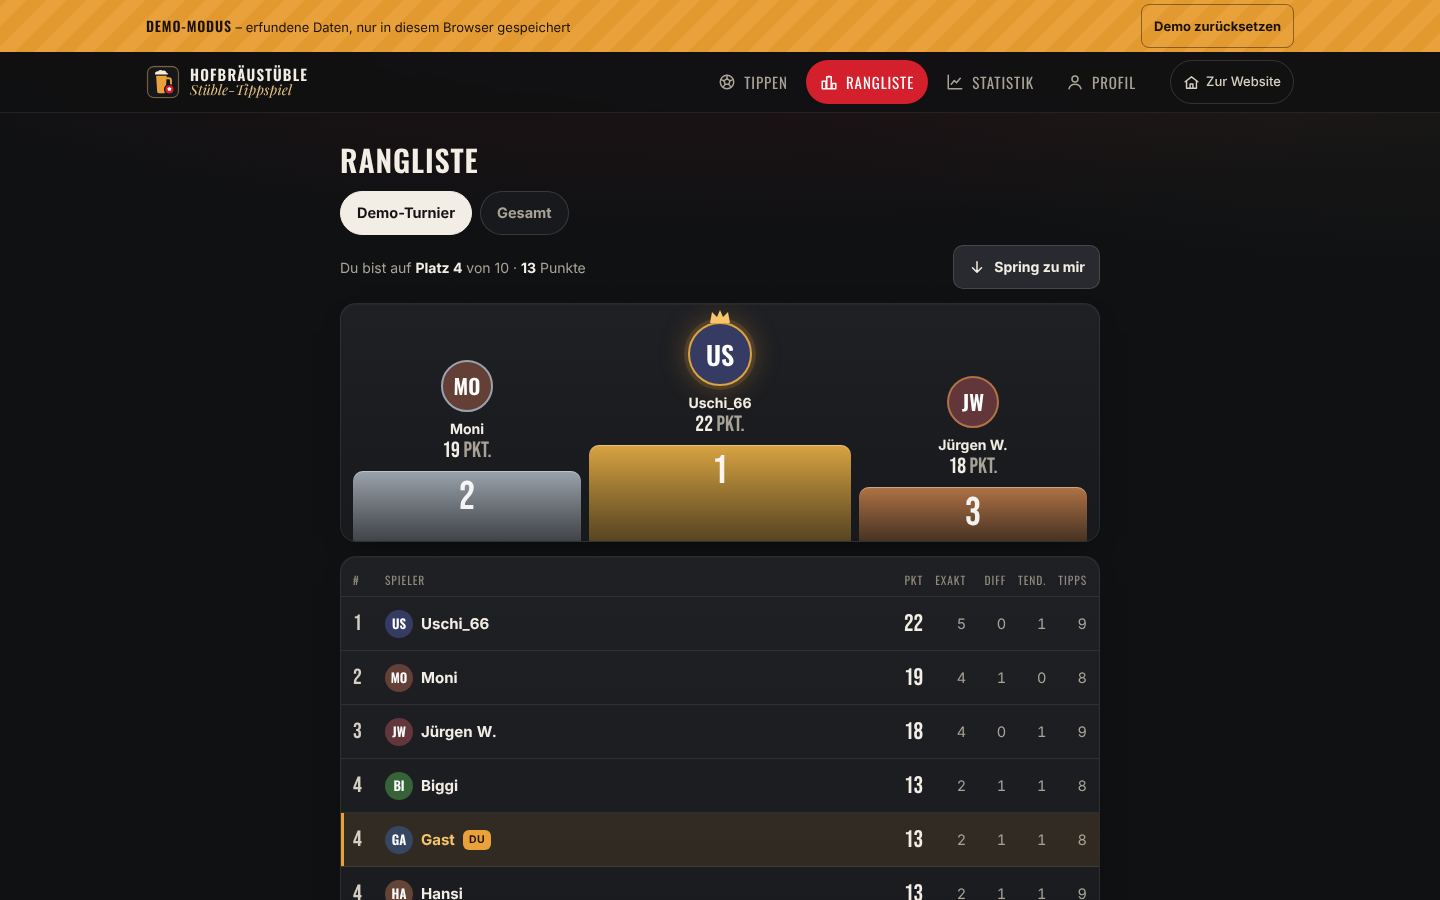 DEMO-MODUS – erfundene Daten, nur in diesem Browser gespeichert
Demo zurücksetzen
HOFBRÄUSTÜBLE
Stüble-Tippspiel
TIPPEN
RANGLISTE
STATISTIK
PROFIL
Zur Website
RANGLISTE
Demo-Turnier
Gesamt
Du bist auf Platz 4 von 10 · 13 Punkte
Spring zu mir
US
Uschi_66
22 PKT.
1
MO
Moni
19 PKT.
2
JW
Jürgen W.
18 PKT.
3
# SPIELER PKT EXAKT DIFF TEND. TIPPS
1 US Uschi_66 22 5 0 1 9
2 MO Moni 19 4 1 0 8
3 JW Jürgen W. 18 4 0 1 9
4 BI Biggi 13 2 1 1 8
4 GA Gast DU 13 2 1 1 8
4 HA Hansi 13 2 1 1 9